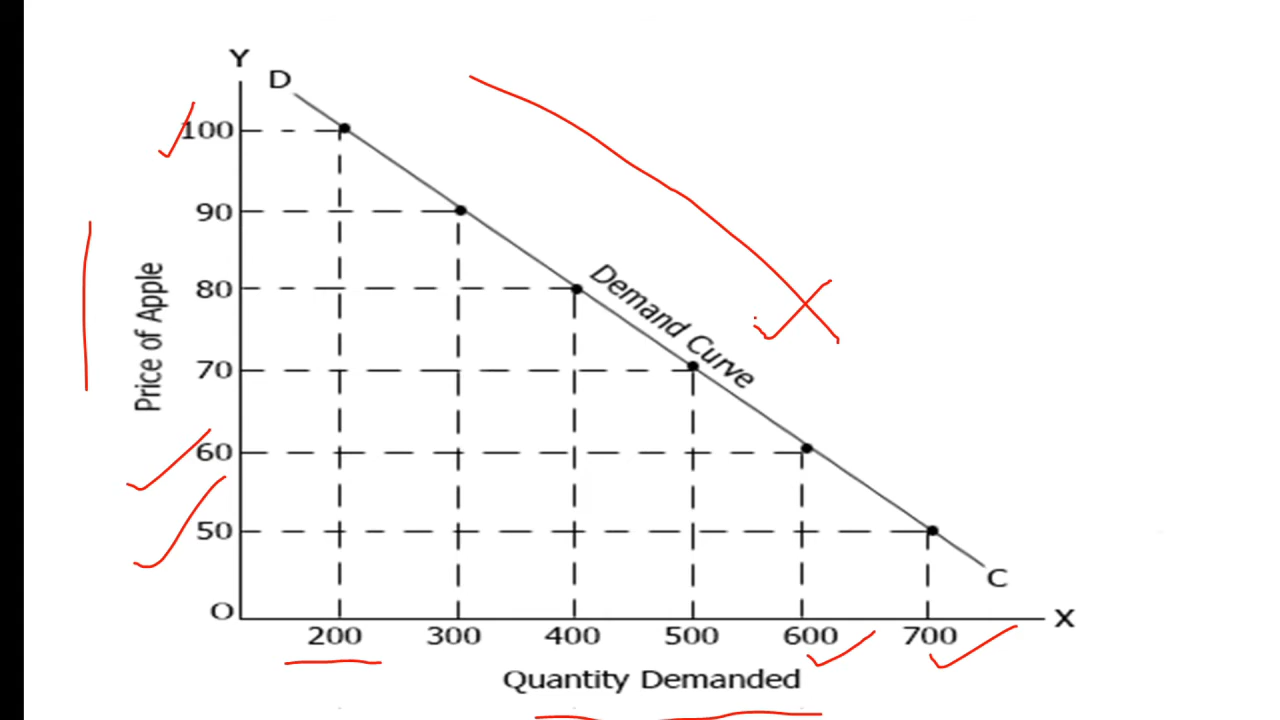 Y
D
100
90
80
70
60
50
Price of Apple
Demand Curve
C
O
X
200 300 400 500 600 700
Quantity Demanded